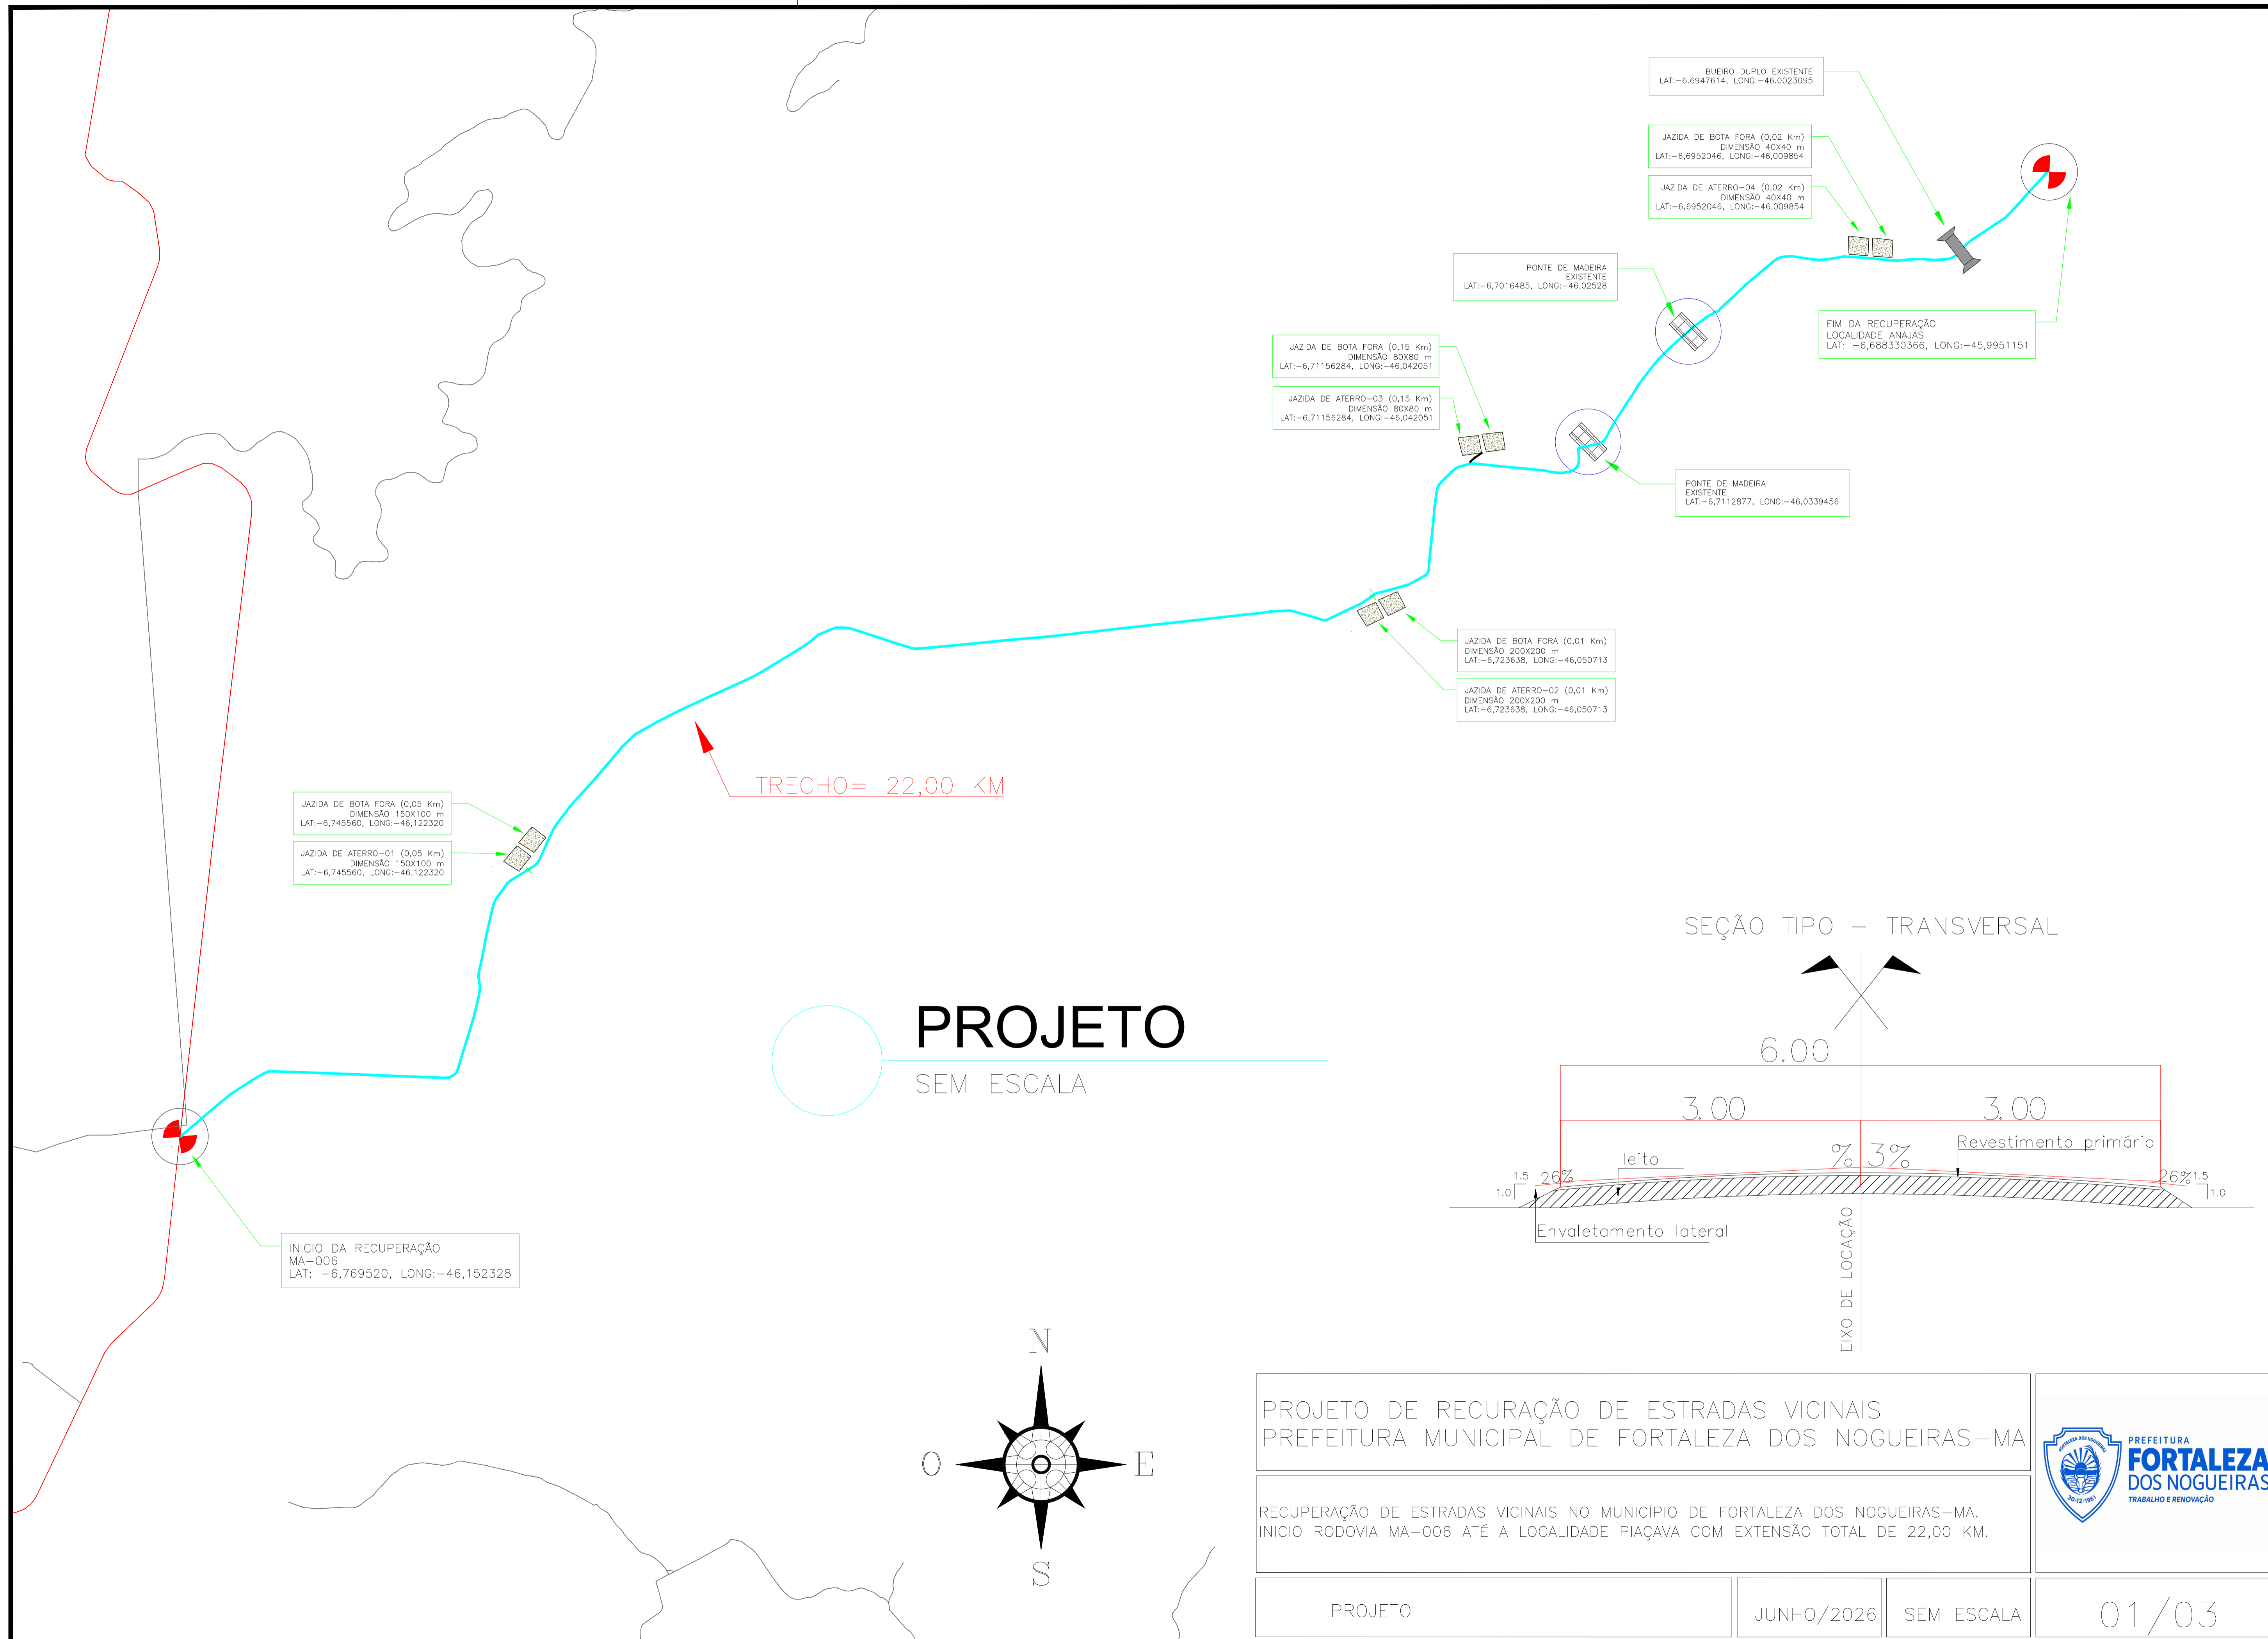 BUEIRO DUPLO EXISTENTE
LAT:-6.6947614, LONG:-46.0023095
JAZIDA DE BOTA FORA (0,02 Km)
DIMENSÃO 40X40 m
LAT:-6,6952046, LONG:-46,009854
JAZIDA DE ATERRO-04 (0,02 Km)
DIMENSÃO 40X40 m
LAT:-6,6952046, LONG:-46,009854
PONTE DE MADEIRA
EXISTENTE
LAT:-6,7016485, LONG:-46,02528
FIM DA RECUPERAÇÃO
LOCALIDADE ANAJÁS
LAT: -6,688330366, LONG:-45,9951151
JAZIDA DE BOTA FORA (0,15 Km)
DIMENSÃO 80X80 m
LAT:-6,71156284, LONG:-46,042051
JAZIDA DE ATERRO-03 (0,15 Km)
DIMENSÃO 80X80 m
LAT:-6,71156284, LONG:-46,042051
PONTE DE MADEIRA
EXISTENTE
LAT:-6,7112877, LONG:-46,0339456
JAZIDA DE BOTA FORA (0,01 Km)
DIMENSÃO 200X200 m
LAT:-6,723638, LONG:-46,050713
JAZIDA DE ATERRO-02 (0,01 Km)
DIMENSÃO 200X200 m
LAT:-6,723638, LONG:-46,050713
TRECHO= 22,00 KM
JAZIDA DE BOTA FORA (0,05 Km)
DIMENSÃO 150X100 m
LAT:-6,745560, LONG:-46,122320
JAZIDA DE ATERRO-01 (0,05 Km)
DIMENSÃO 150X100 m
LAT:-6,745560, LONG:-46,122320
INICIO DA RECUPERAÇÃO
MA-006
LAT: -6,769520, LONG:-46,152328
PROJETO
SEM ESCALA
SEÇÃO TIPO - TRANSVERSAL
6.00
3.00
3.00
% 3%
Revestimento primário
leito
1.5
26%
1.0
26%
1.5
1.0
Envaletamento lateral
EIXO DE LOCAÇÃO
N
O
E
S
PROJETO DE RECURAÇÃO DE ESTRADAS VICINAIS
PREFEITURA MUNICIPAL DE FORTALEZA DOS NOGUEIRAS-MA
RECUPERAÇÃO DE ESTRADAS VICINAIS NO MUNICÍPIO DE FORTALEZA DOS NOGUEIRAS-MA.
INICIO RODOVIA MA-006 ATÉ A LOCALIDADE PIAÇAVA COM EXTENSÃO TOTAL DE 22,00 KM.
FORTALEZA DOS NOGUEIRAS
30-12-1961
PREFEITURA
FORTALEZA
DOS NOGUEIRAS
TRABALHO E RENOVAÇÃO
PROJETO
JUNHO/2026
SEM ESCALA
01/03